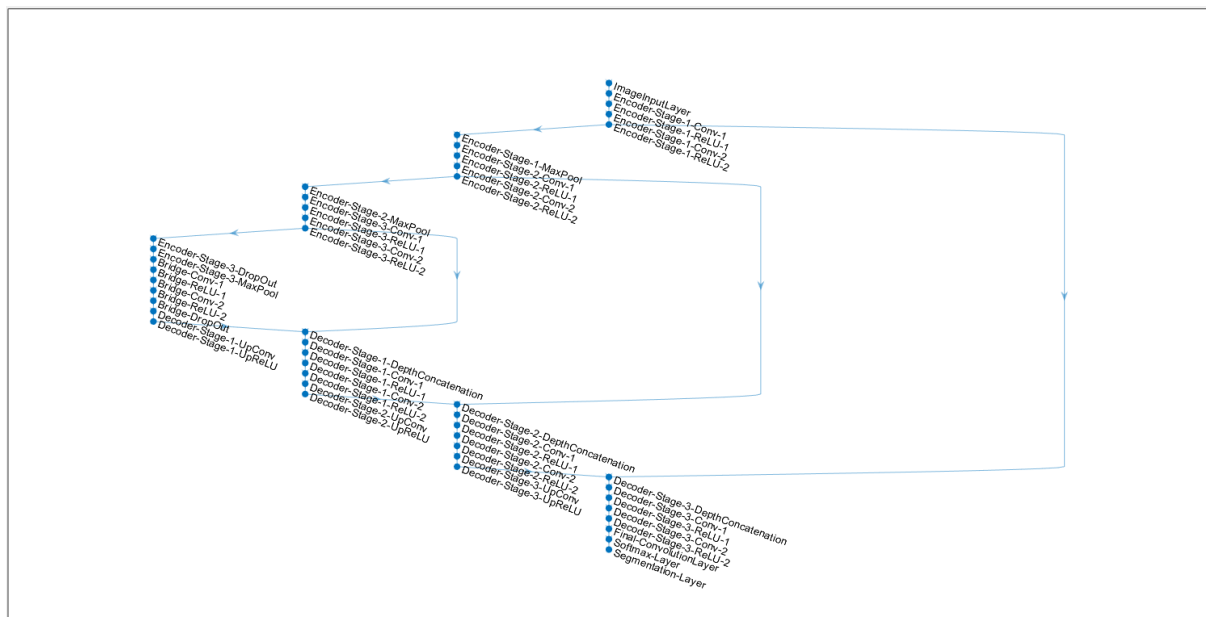 ImageInputLayer
Encoder-Stage-1-Conv-1
Encoder-Stage-1-ReLU-1
Encoder-Stage-1-Conv-2
Encoder-Stage-1-ReLU-2
Encoder-Stage-1-MaxPool
Encoder-Stage-2-Conv-1
Encoder-Stage-2-ReLU-1
Encoder-Stage-2-Conv-2
Encoder-Stage-2-ReLU-2
Encoder-Stage-2-MaxPool
Encoder-Stage-3-Conv-1
Encoder-Stage-3-ReLU-1
Encoder-Stage-3-Conv-2
Encoder-Stage-3-ReLU-2
Encoder-Stage-3-DropOut
Encoder-Stage-3-MaxPool
Bridge-Conv-1
Bridge-ReLU-1
Bridge-Conv-2
Bridge-ReLU-2
Bridge-DropOut
Decoder-Stage-1-UpConv
Decoder-Stage-1-UpReLU
Decoder-Stage-1-DepthConcatenation
Decoder-Stage-1-Conv-1
Decoder-Stage-1-ReLU-1
Decoder-Stage-1-Conv-2
Decoder-Stage-1-ReLU-2
Decoder-Stage-2-UpConv
Decoder-Stage-2-UpReLU
Decoder-Stage-2-DepthConcatenation
Decoder-Stage-2-Conv-1
Decoder-Stage-2-ReLU-1
Decoder-Stage-2-Conv-2
Decoder-Stage-2-ReLU-2
Decoder-Stage-3-UpConv
Decoder-Stage-3-UpReLU
Decoder-Stage-3-DepthConcatenation
Decoder-Stage-3-Conv-1
Decoder-Stage-3-ReLU-1
Decoder-Stage-3-Conv-2
Decoder-Stage-3-ReLU-2
Final-ConvolutionLayer
Softmax-Layer
Segmentation-Layer